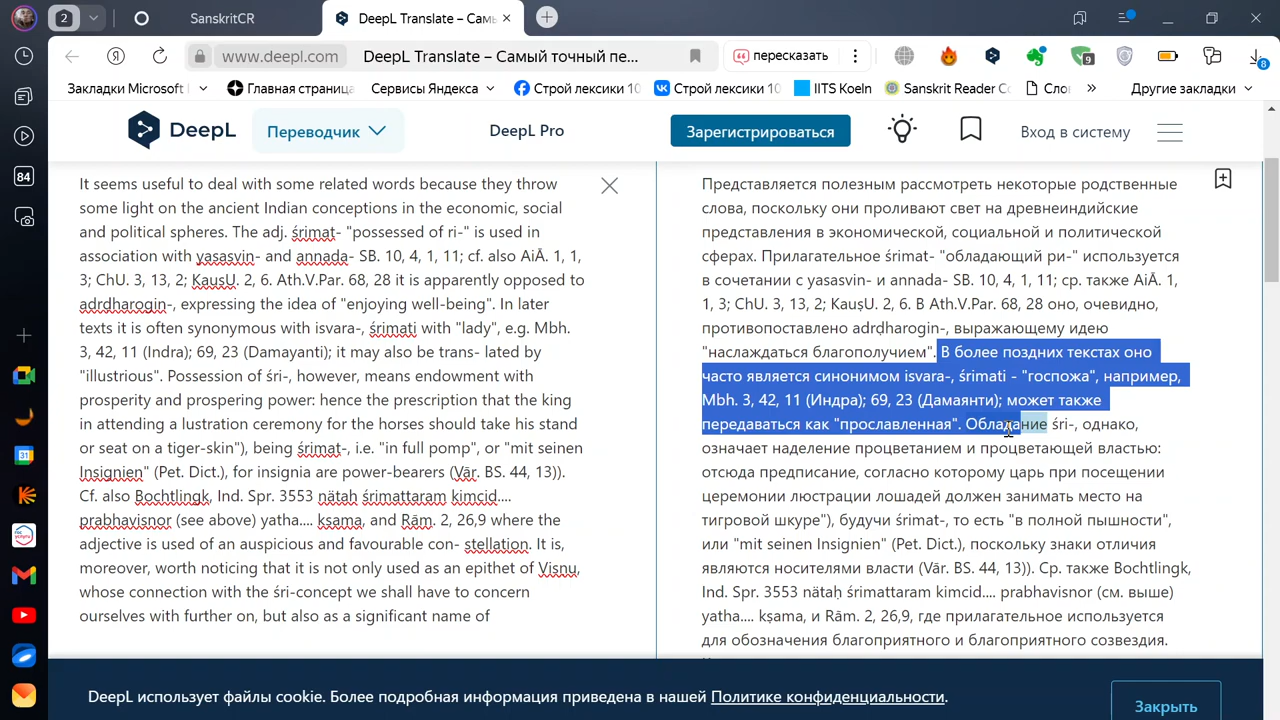 2
SanskritCR
DeepL Translate – Самы
www.deepl.com
DeepL Translate – Самый точный пе...
пересказать
9
8
Закладки Microsoft
Главная страница
Сервисы Яндекса
Строй лексики 10
Строй лексики 10
IITS Koeln
Sanskrit Reader Co
Сло
»
Другие закладки
DeepL
Переводчик
DeepL Pro
Зарегистрироваться
Вход в систему
84
It seems useful to deal with some related words because they throw
some light on the ancient Indian conceptions in the economic, social
and political spheres. The adj. śrimat- "possessed of ri-" is used in
association with yasasvin- and annada- SB. 10, 4, 1, 11; cf. also AiĀ. 1, 1,
3; ChU. 3, 13, 2; KausU. 2, 6. Ath.V.Par. 68, 28 it is apparently opposed to
adrdharogin-, expressing the idea of "enjoying well-being". In later
texts it is often synonymous with isvara-, śrimati with "lady", e.g. Mbh.
3, 42, 11 (Indra); 69, 23 (Damayanti); it may also be trans- lated by
"illustrious". Possession of śri-, however, means endowment with
prosperity and prospering power: hence the prescription that the king
in attending a lustration ceremony for the horses should take his stand
or seat on a tiger-skin"), being śrimat-, i.e. "in full pomp", or "mit seinen
Insignien" (Pet. Dict.), for insignia are power-bearers (Vār. BS. 44, 13)).
Cf. also Bochtlingk, Ind. Spr. 3553 nätah śrimattaram kimcid....
prabhavisnor (see above) yatha.... ksama, and Rām. 2, 26,9 where the
adjective is used of an auspicious and favourable con- stellation. It is,
moreover, worth noticing that it is not only used as an epithet of Visnu,
whose connection with the śri-concept we shall have to concern
ourselves with further on, but also as a significant name of
Представляется полезным рассмотреть некоторые родственные
слова, поскольку они проливают свет на древнеиндийские
представления в экономической, социальной и политической
сферах. Прилагательное śrimat- "обладающий ри-" используется
в сочетании с yasasvin- и annada- SB. 10, 4, 1, 11; ср. также AiĀ. 1,
1, 3; ChU. 3, 13, 2; KauṣU. 2, 6. В Ath.V.Par. 68, 28 оно, очевидно,
противопоставлено adrḍharogin-, выражающему идею
"наслаждаться благополучием". В более поздних текстах оно
часто является синонимом isvara-, śrimati - "госпожа", например,
Mbh. 3, 42, 11 (Индра); 69, 23 (Дамаянти); может также
передаваться как "прославленная". Обладание śri-, однако,
означает наделение процветанием и процветающей властью:
отсюда предписание, согласно которому царь при посещении
церемонии люстрации лошадей должен занимать место на
тигровой шкуре"), будучи śrimat-, то есть "в полной пышности",
или "mit seinen Insignien" (Pet. Dict.), поскольку знаки отличия
являются носителями власти (Vār. BS. 44, 13)). Ср. также Bochtlingk,
Ind. Spr. 3553 nätaḥ śrimattaram kimcid.... prabhavisnor (см. выше)
yatha.... kṣama, и Rām. 2, 26,9, где прилагательное используется
для обозначения благоприятного и благоприятного созвездия.
DeepL использует файлы cookie. Более подробная информация приведена в нашей Политике конфиденциальности.
Закрыть